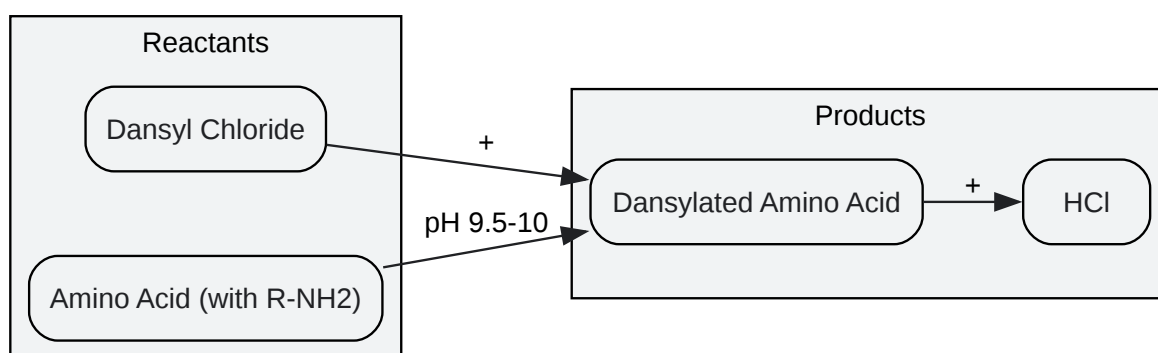 Reactants
Dansyl Chloride
+
Products
Dansylated Amino Acid
+
HCl
pH 9.5-10
Amino Acid (with R-NH2)